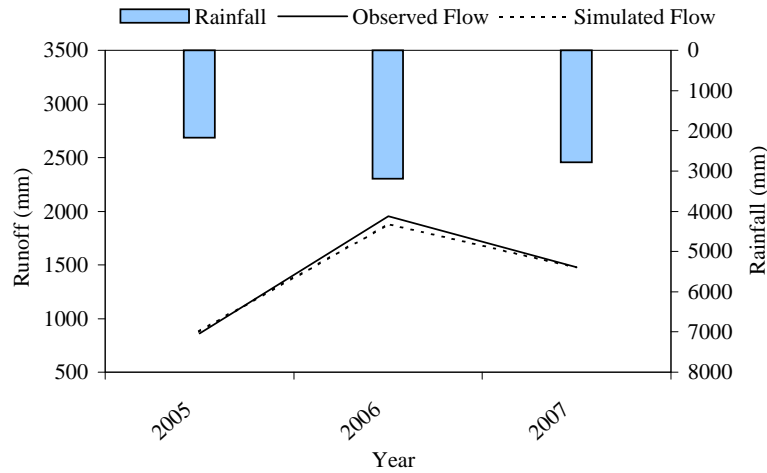 Rainfall Observed Flow Simulated Flow
3500 0
3000 1000
2500 2000
2000 3000
1500 4000
1000 5000
500 6000
7000
8000
Runoff (mm)
Rainfall (mm)
2005 2006 2007
Year